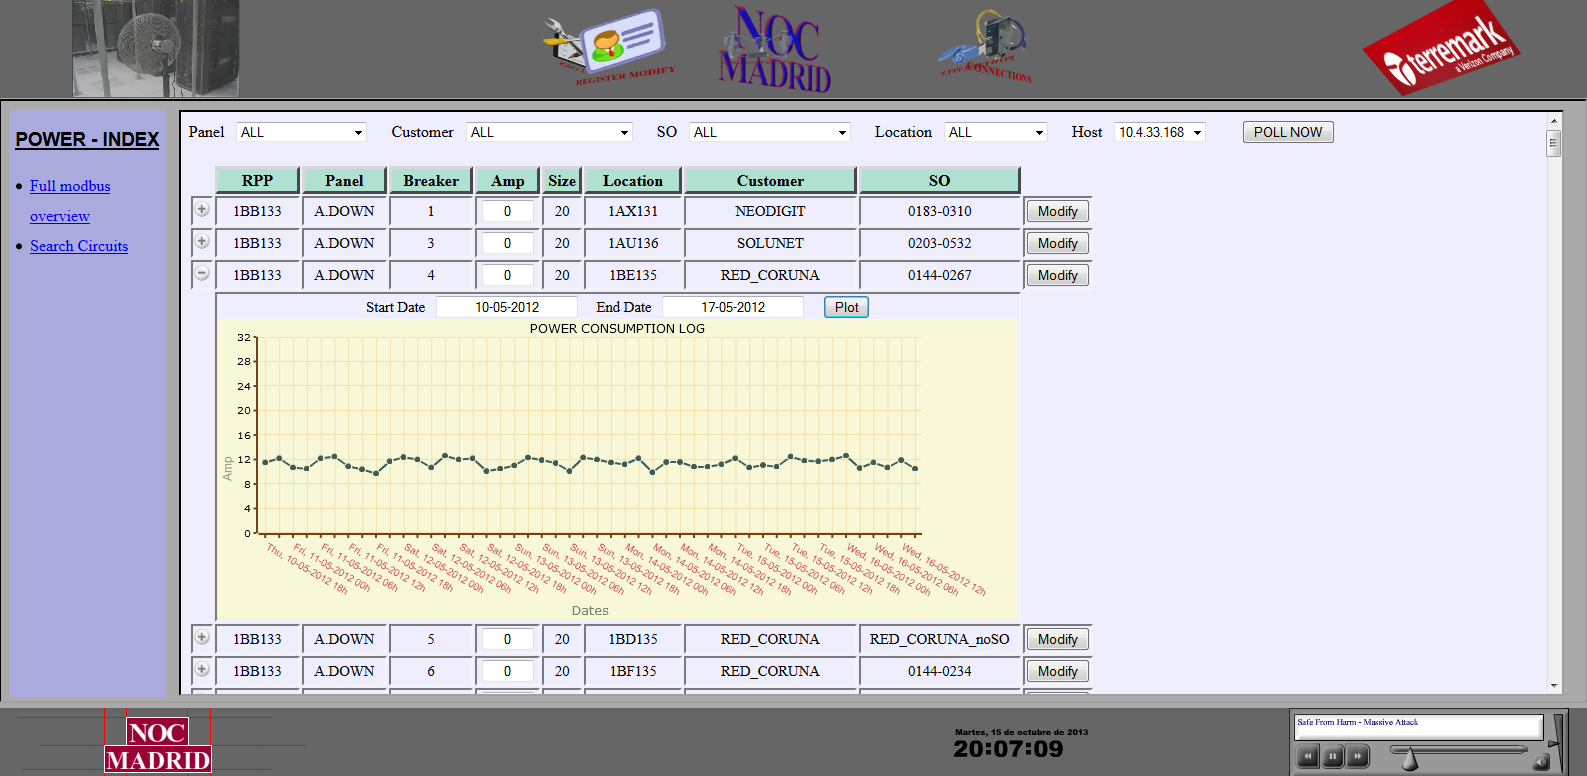 REGISTER MODIFY
NOC
MADRID
CONNECTIONS
terremark
a Verizon Company
POWER - INDEX
Full modbus
overview
Search Circuits
Panel ALL Customer ALL SO ALL Location ALL Host 10.4.33.168 POLL NOW
RPP Panel Breaker Amp Size Location Customer SO
1BB133 A.DOWN 1 0 20 1AX131 NEODIGIT 0183-0310 Modify
1BB133 A.DOWN 3 0 20 1AU136 SOLUNET 0203-0532 Modify
1BB133 A.DOWN 4 0 20 1BE135 RED_CORUNA 0144-0267 Modify
Start Date 10-05-2012 End Date 17-05-2012 Plot
POWER CONSUMPTION LOG
32
28
24
20
16
12
8
4
0
Amp
Thu, 10-05-2012 18h
Fri, 11-05-2012 00h
Fri, 11-05-2012 06h
Fri, 11-05-2012 12h
Fri, 11-05-2012 18h
Sat, 12-05-2012 00h
Sat, 12-05-2012 06h
Sat, 12-05-2012 12h
Sat, 12-05-2012 18h
Sun, 13-05-2012 00h
Sun, 13-05-2012 06h
Sun, 13-05-2012 12h
Sun, 13-05-2012 18h
Mon, 14-05-2012 00h
Mon, 14-05-2012 06h
Mon, 14-05-2012 12h
Mon, 14-05-2012 18h
Tue, 15-05-2012 00h
Tue, 15-05-2012 06h
Tue, 15-05-2012 12h
Tue, 15-05-2012 18h
Wed, 16-05-2012 00h
Wed, 16-05-2012 06h
Wed, 16-05-2012 12h
Dates
1BB133 A.DOWN 5 0 20 1BD135 RED_CORUNA RED_CORUNA_noSO Modify
1BB133 A.DOWN 6 0 20 1BF135 RED_CORUNA 0144-0234 Modify
NOC
MADRID
Martes, 15 de octubre de 2013
20:07:09
Safe From Harm - Massive Attack